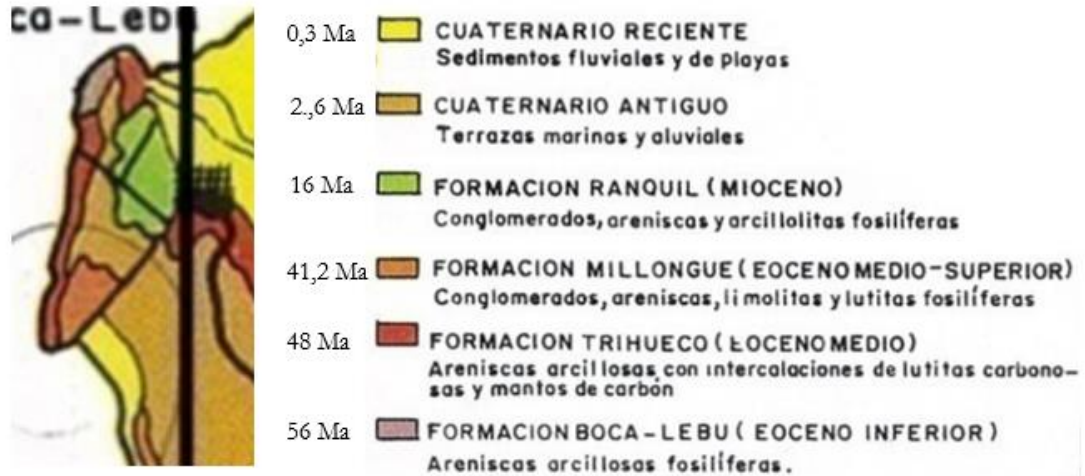 ca-Lebu
0,3 Ma CUATERNARIO RECIENTE
Sedimentos fluviales y de playas
2,6 Ma CUATERNARIO ANTIGUO
Terrazas marinas y aluviales
16 Ma FORMACION RANQUIL (MIOCENO)
Conglomerados, areniscas y arcillolitas fosilíferas
41,2 Ma FORMACION MILLONGUE (EOCENO MEDIO-SUPERIOR)
Conglomerados, areniscas, limolitas y lutitas fosilíferas
48 Ma FORMACION TRIHUECO (EOCENO MEDIO)
Areniscas arcillosas con intercalaciones de lutitas carbono-
sas y mantos de carbón
56 Ma FORMACION BOCA-LEBU (EOCENO INFERIOR)
Areniscas arcillosas fosilíferas.